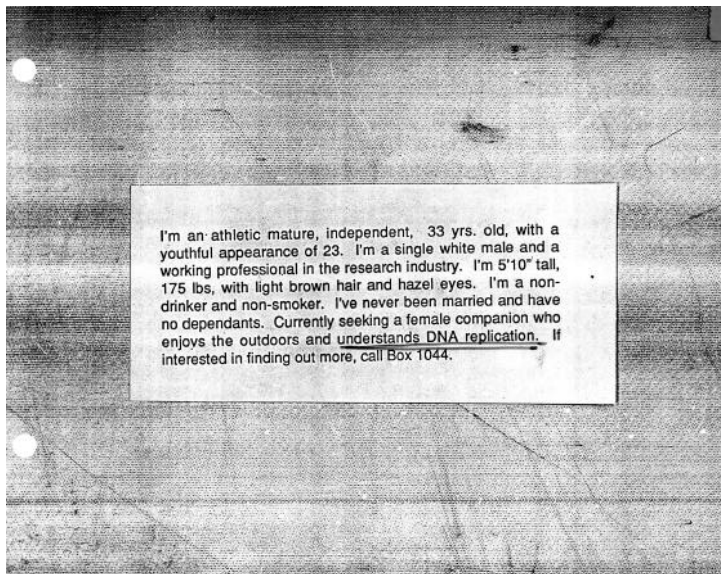 I'm an athletic mature, independent, 33 yrs. old, with a
youthful appearance of 23. I'm a single white male and a
working professional in the research industry. I'm 5'10" tall,
175 lbs, with light brown hair and hazel eyes. I'm a non-
drinker and non-smoker. I've never been married and have
no dependants. Currently seeking a female companion who
enjoys the outdoors and understands DNA replication. If
interested in finding out more, call Box 1044.